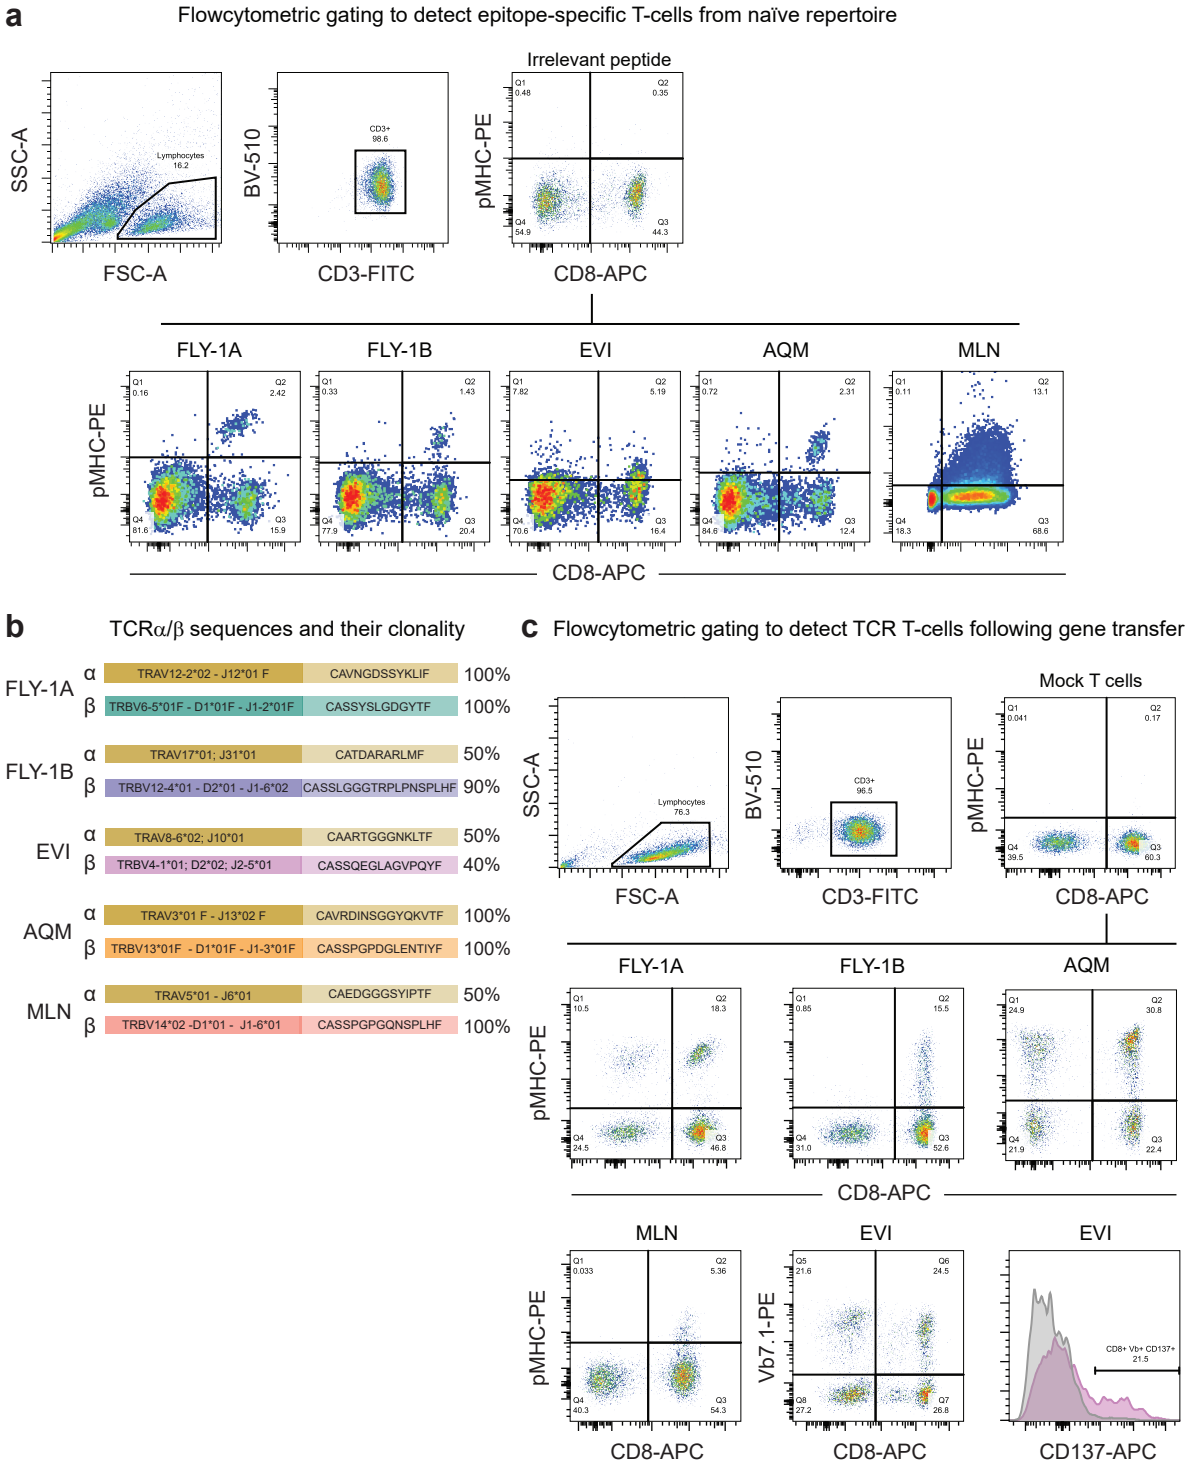 a
Flowcytometric gating to detect epitope-specific T-cells from naïve repertoire
SSC-A
Lymphocytes
16.2
FSC-A
BV-510
CD3+
98.6
CD3-FITC
Irrelevant peptide
pMHC-PE
Q1
0.48
Q2
0.35
Q4
54.9
Q3
44.3
CD8-APC
FLY-1A
pMHC-PE
Q1
0.16
Q2
2.42
Q4
81.6
Q3
15.9
FLY-1B
Q1
0.33
Q2
1.43
Q4
77.9
Q3
20.4
EVI
Q1
7.82
Q2
5.19
Q4
70.6
Q3
16.4
AQM
Q1
0.72
Q2
2.31
Q4
84.6
Q3
12.4
MLN
Q1
0.11
Q2
13.1
Q4
18.3
Q3
68.6
CD8-APC
b
TCRα/β sequences and their clonality
FLY-1A
α TRAV12-2*02 - J12*01 F CAVNGDSSYKLIF 100%
β TRBV6-5*01F - D1*01F - J1-2*01F CASSYSLGDGYTF 100%
FLY-1B
α TRAV17*01; J31*01 CATDARARLMF 50%
β TRBV12-4*01 - D2*01 - J1-6*02 CASSLGGGTRPLPNSPLHF 90%
EVI
α TRAV8-6*02; J10*01 CAARTGGGNKLTF 50%
β TRBV4-1*01; D2*02; J2-5*01 CASSQEGLAGVPQYF 40%
AQM
α TRAV3*01 F - J13*02 F CAVRDINSGGYQKVTF 100%
β TRBV13*01F - D1*01F - J1-3*01F CASSPGPDGLENTIYF 100%
MLN
α TRAV5*01 - J6*01 CAEDGGGSYIPTF 50%
β TRBV14*02 -D1*01 - J1-6*01 CASSPGPGQNSPLHF 100%
c
Flowcytometric gating to detect TCR T-cells following gene transfer
SSC-A
Lymphocytes
76.3
FSC-A
BV-510
CD3+
96.5
CD3-FITC
Mock T cells
pMHC-PE
Q1
0.041
Q2
0.17
Q4
39.5
Q3
60.3
CD8-APC
FLY-1A
pMHC-PE
Q1
10.5
Q2
18.3
Q4
24.5
Q3
46.8
FLY-1B
Q1
0.85
Q2
15.5
Q4
31.0
Q3
52.6
AQM
Q1
24.9
Q2
30.8
Q4
21.9
Q3
22.4
CD8-APC
MLN
pMHC-PE
Q1
0.033
Q2
5.36
Q4
40.3
Q3
54.3
CD8-APC
EVI
Vb7.1-PE
Q5
21.6
Q6
24.5
Q8
27.2
Q7
26.8
CD8-APC
EVI
CD8+ Vb+ CD137+
21.5
CD137-APC